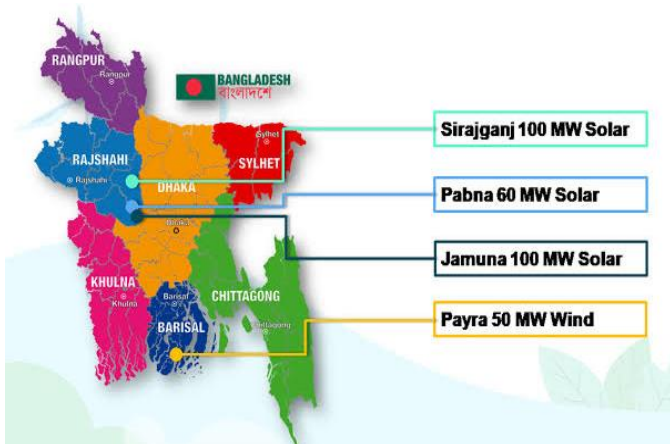 RANGPUR
Rangpur
BANGLADESH
বাংলাদেশে
Sylhet
SYLHET
RAJSHAHI
Rajshahi
DHAKA
Dhaka
KHULNA
Khulna
Barisal
BARISAL
CHITTAGONG
Chittagong
Sirajganj 100 MW Solar
Pabna 60 MW Solar
Jamuna 100 MW Solar
Payra 50 MW Wind